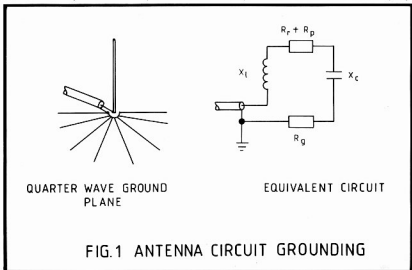 Rr + Rp
Xl
Xc
Rg
QUARTER WAVE GROUND
PLANE
EQUIVALENT CIRCUIT
FIG.1 ANTENNA CIRCUIT GROUNDING